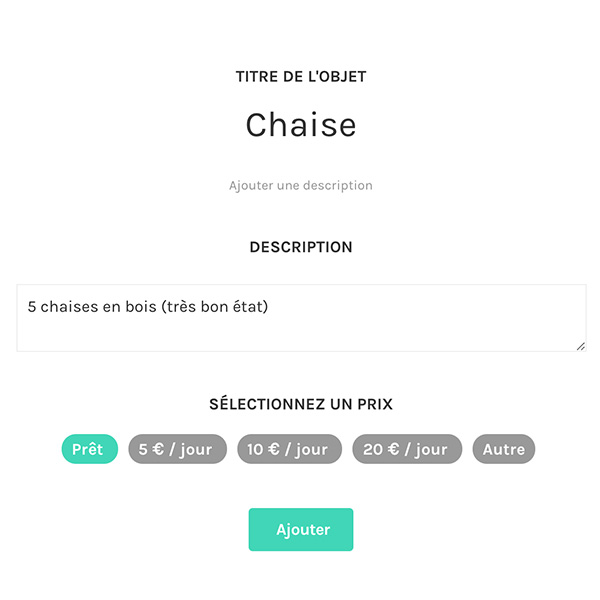 TITRE DE L'OBJET
Chaise
Ajouter une description
DESCRIPTION
5 chaises en bois (très bon état)
SÉLECTIONNEZ UN PRIX
Prêt 5 € / jour 10 € / jour 20 € / jour Autre
Ajouter